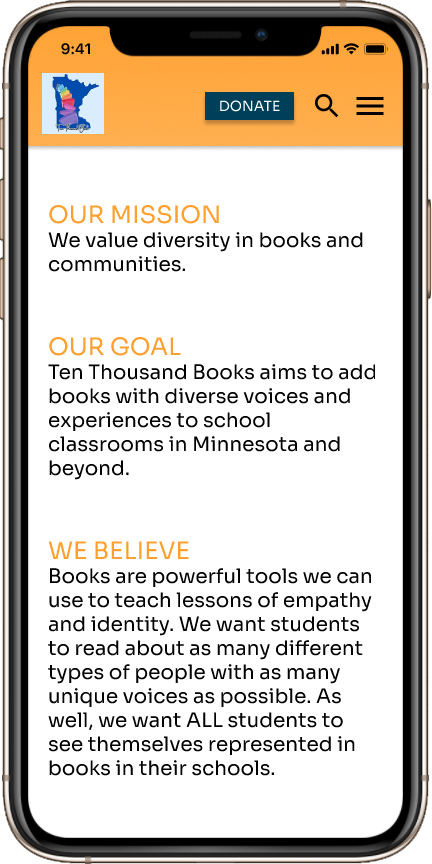 9:41
DONATE
OUR MISSION
We value diversity in books and
communities.
OUR GOAL
Ten Thousand Books aims to add
books with diverse voices and
experiences to school
classrooms in Minnesota and
beyond.
WE BELIEVE
Books are powerful tools we can
use to teach lessons of empathy
and identity. We want students
to read about as many different
types of people with as many
unique voices as possible. As
well, we want ALL students to
see themselves represented in
books in their schools.